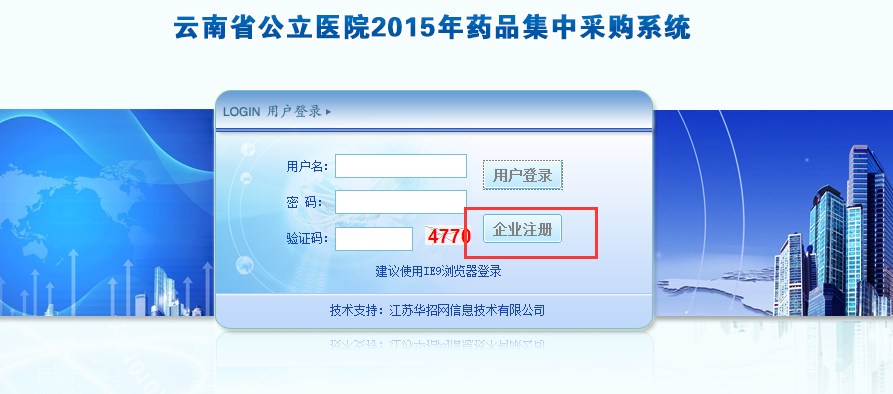 云南省公立医院2015年药品集中采购系统
LOGIN 用户登录
用户名：
用户登录
密 码：
验证码： 4770
企业注册
建议使用IE9浏览器登录
技术支持：江苏华招网信息技术有限公司